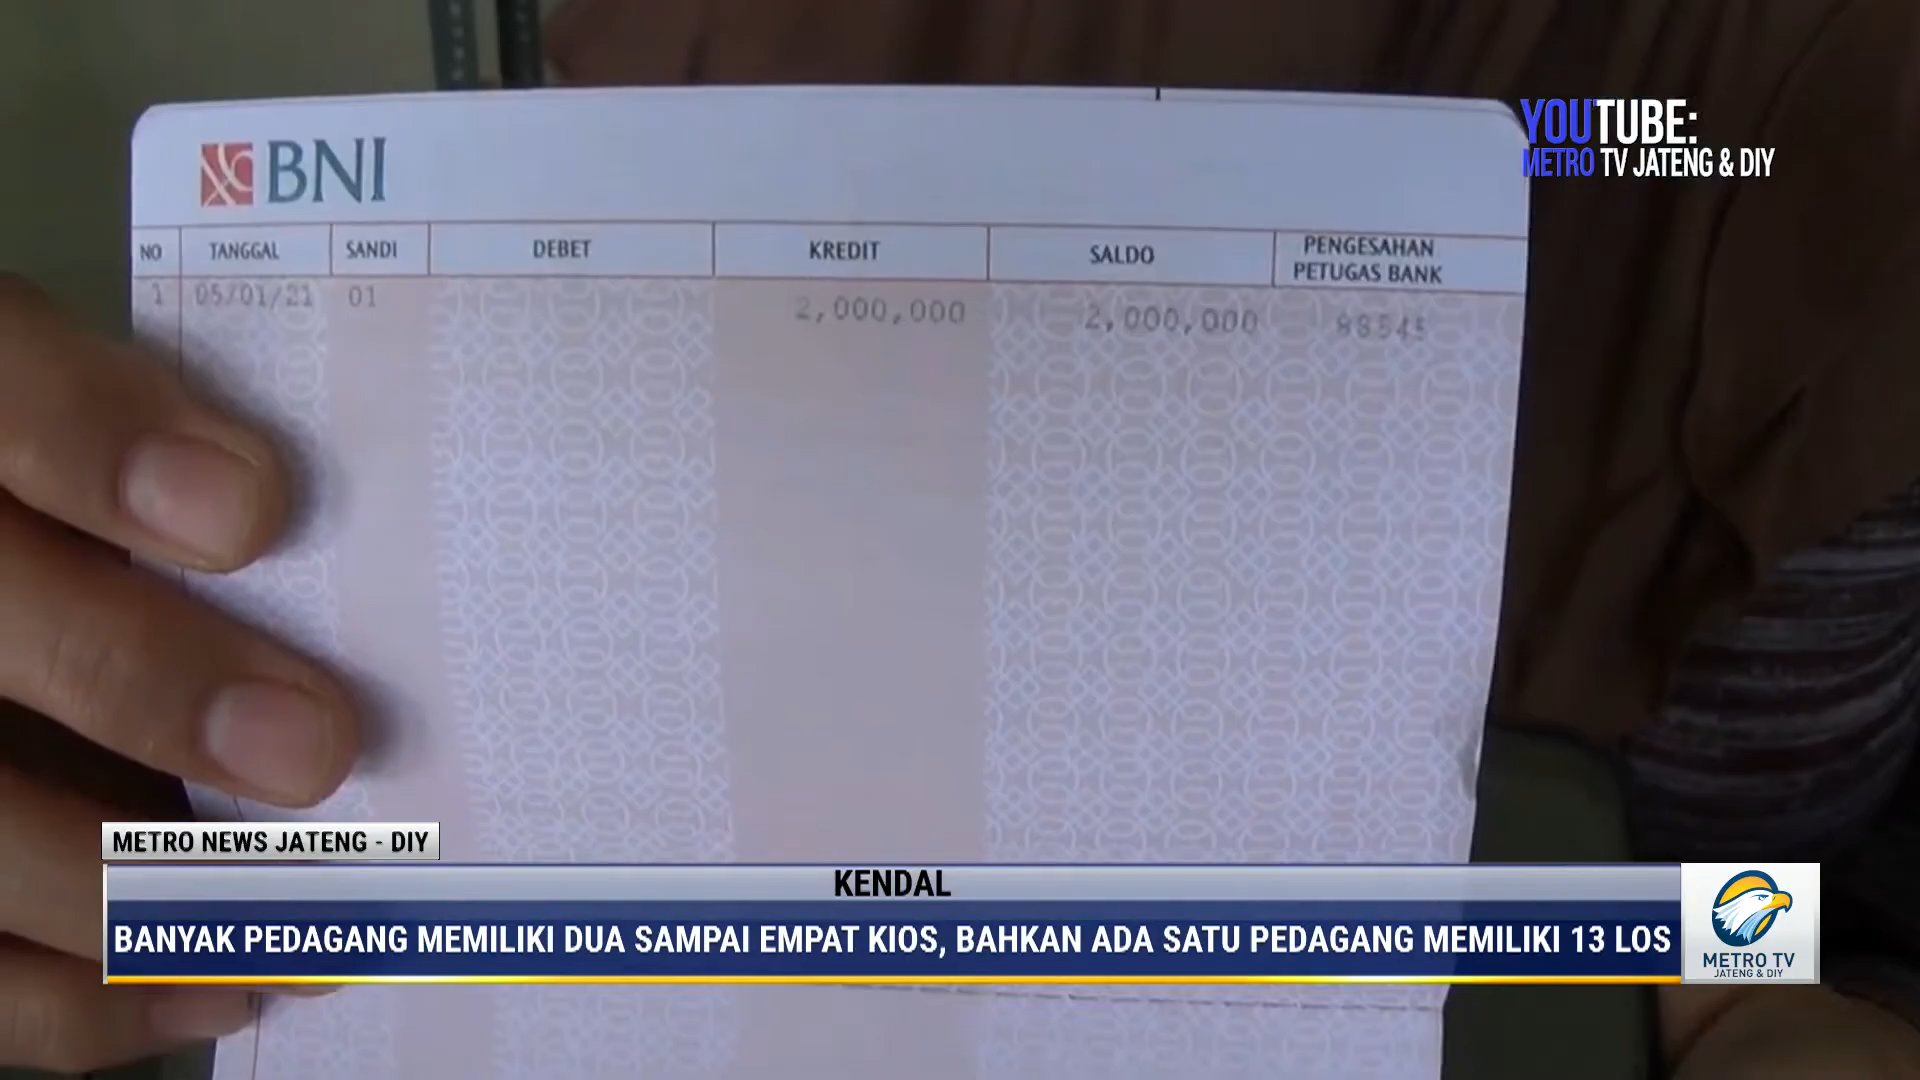 YOUTUBE:
METRO TV JATENG & DIY
BNI
NO TANGGAL SANDI DEBET KREDIT SALDO PENGESAHAN PETUGAS BANK
1 05/01/21 01 2,000,000 2,000,000 88545
METRO NEWS JATENG - DIY
KENDAL
BANYAK PEDAGANG MEMILIKI DUA SAMPAI EMPAT KIOS, BAHKAN ADA SATU PEDAGANG MEMILIKI 13 LOS
METRO TV
JATENG & DIY